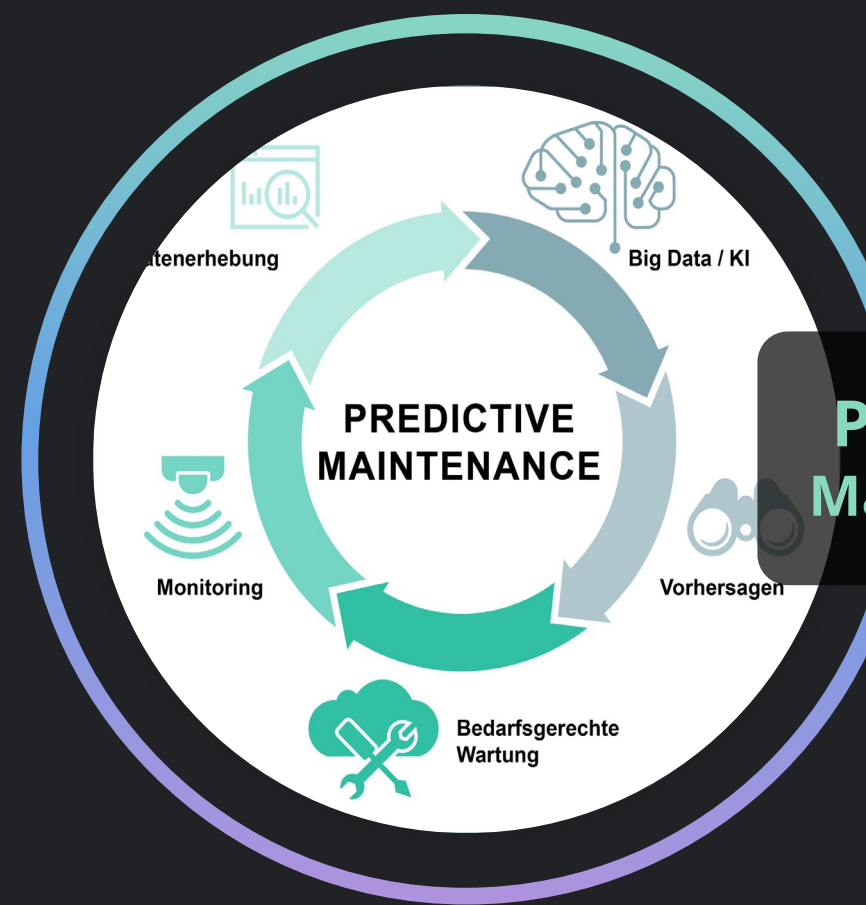 Big Data / KI
PREDICTIVE
MAINTENANCE
Monitoring
Vorhersagen
Bedarfsgerechte
Wartung